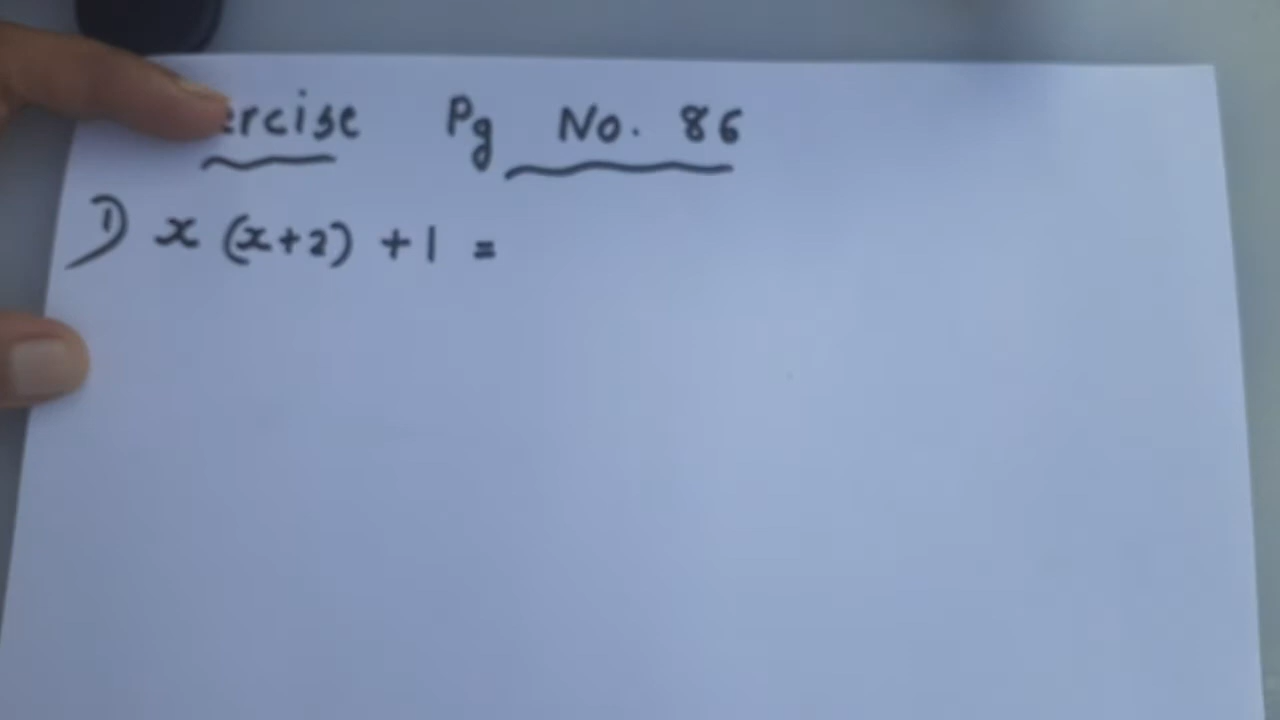 ercise Pg No. 86
1) x (x+2) +1 =